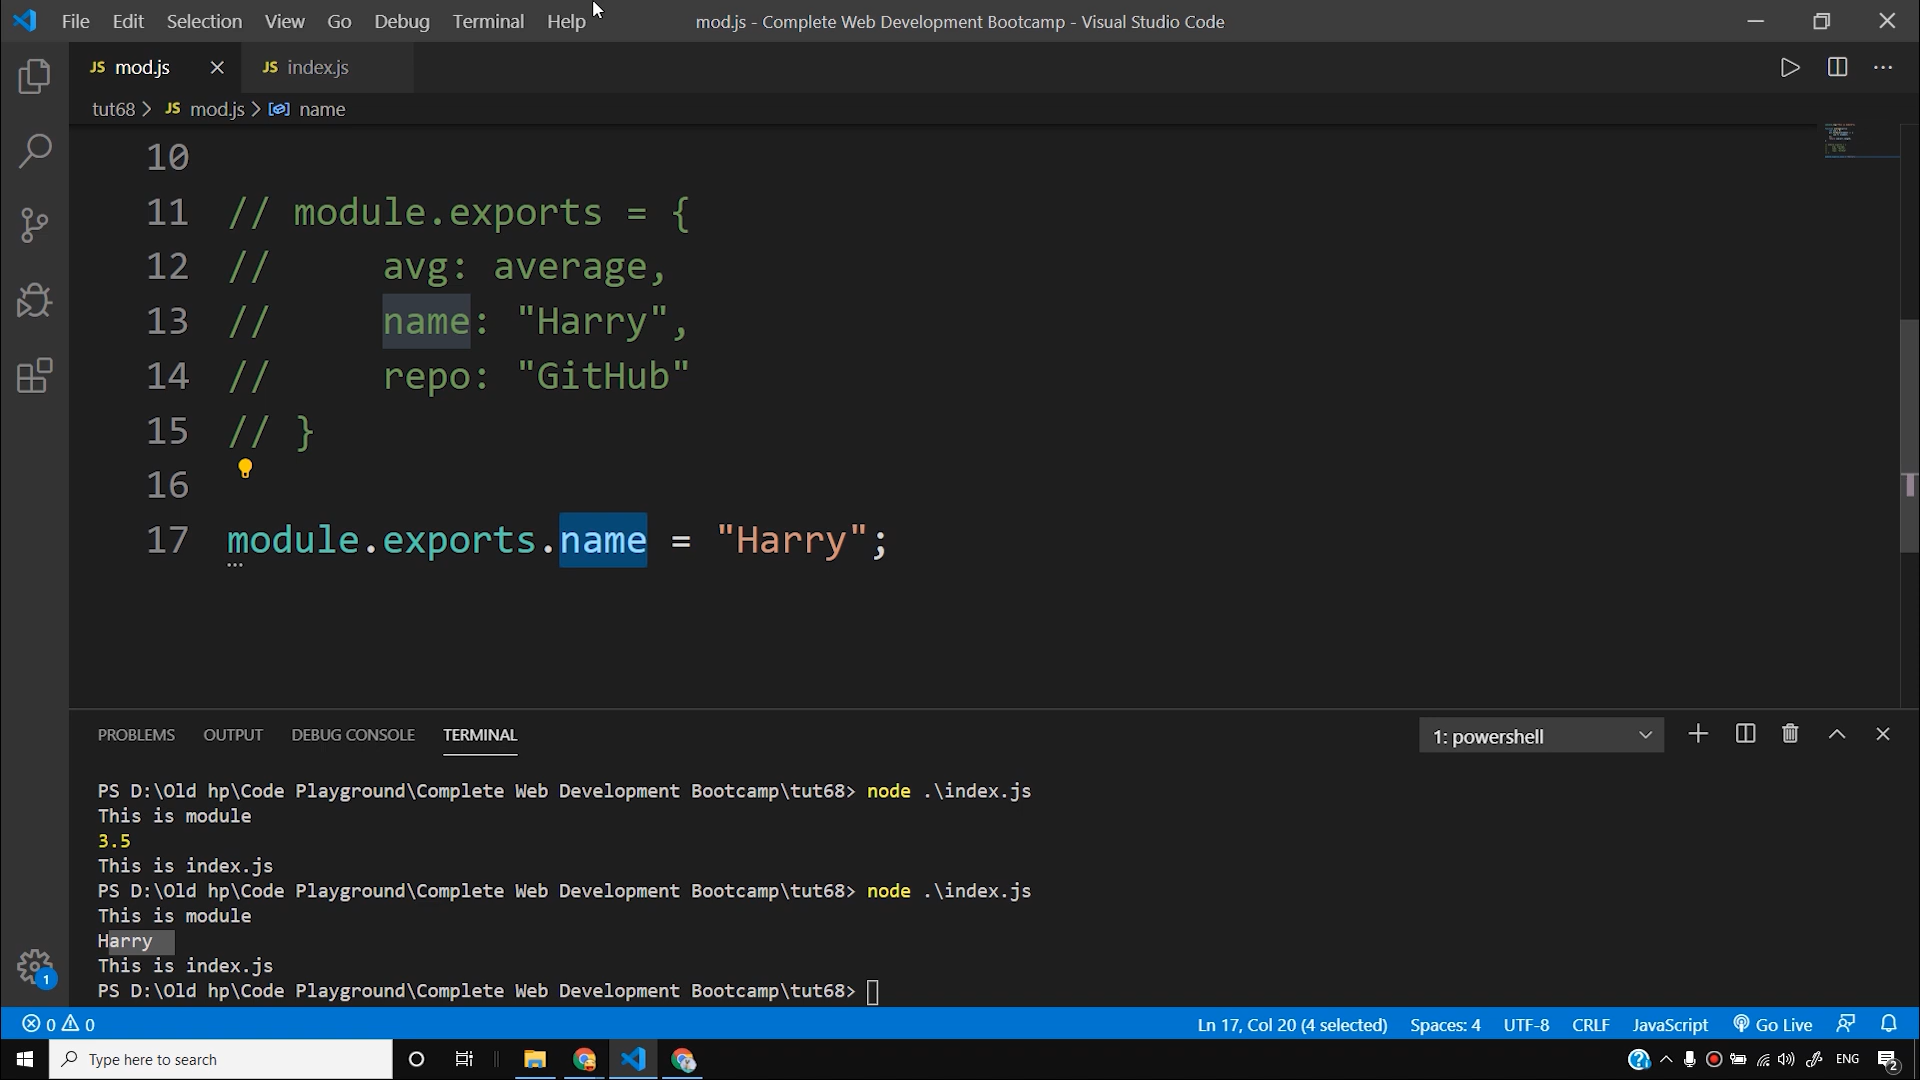 File Edit Selection View Go Debug Terminal Help mod.js - Complete Web Development Bootcamp - Visual Studio Code
JS mod.js JS index.js
tut68 > JS mod.js > name
10
11 // module.exports = {
12 //     avg: average,
13 //     name: "Harry",
14 //     repo: "GitHub"
15 // }
16
17 module.exports.name = "Harry";
PROBLEMS OUTPUT DEBUG CONSOLE TERMINAL 1: powershell
PS D:\Old hp\Code Playground\Complete Web Development Bootcamp\tut68> node .\index.js
This is module
3.5
This is index.js
PS D:\Old hp\Code Playground\Complete Web Development Bootcamp\tut68> node .\index.js
This is module
Harry
This is index.js
PS D:\Old hp\Code Playground\Complete Web Development Bootcamp\tut68>
1
0 0 Ln 17, Col 20 (4 selected) Spaces: 4 UTF-8 CRLF JavaScript Go Live
Type here to search ENG 2